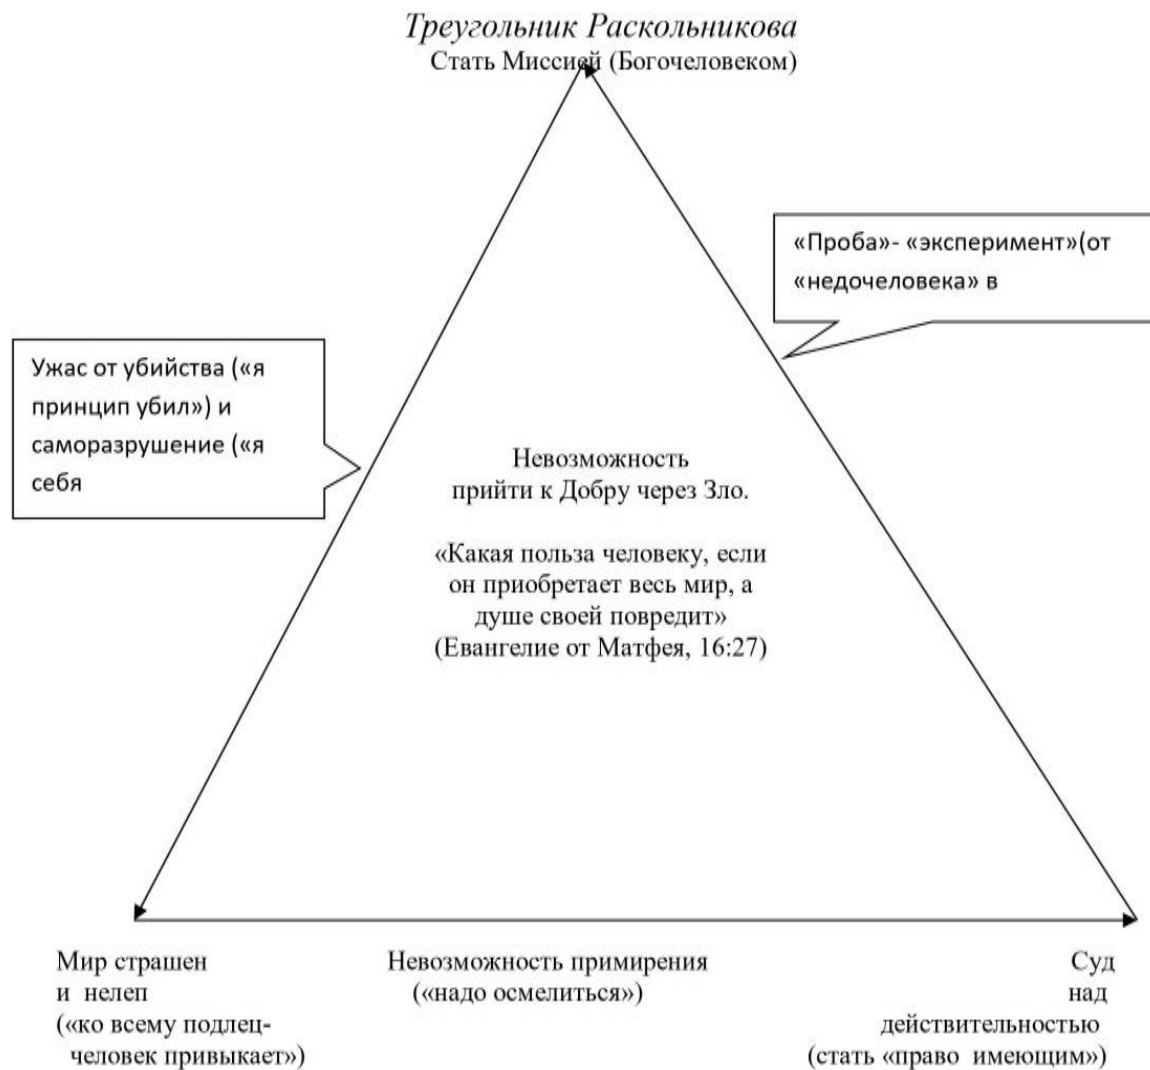 Треугольник Раскольникова
Стать Миссией (Богочеловеком)
«Проба»- «эксперимент»(от
«недочеловека» в
Ужас от убийства («я
принцип убил») и
саморазрушение («я
себя
Невозможность
прийти к Добру через Зло.
«Какая польза человеку, если
он приобретает весь мир, а
душе своей повредит»
(Евангелие от Матфея, 16:27)
Мир страшен
и нелеп
(«ко всему подлец-
человек привыкает»)
Невозможность примирения
(«надо осмелиться»)
Суд
над
действительностью
(стать «право имеющим»)